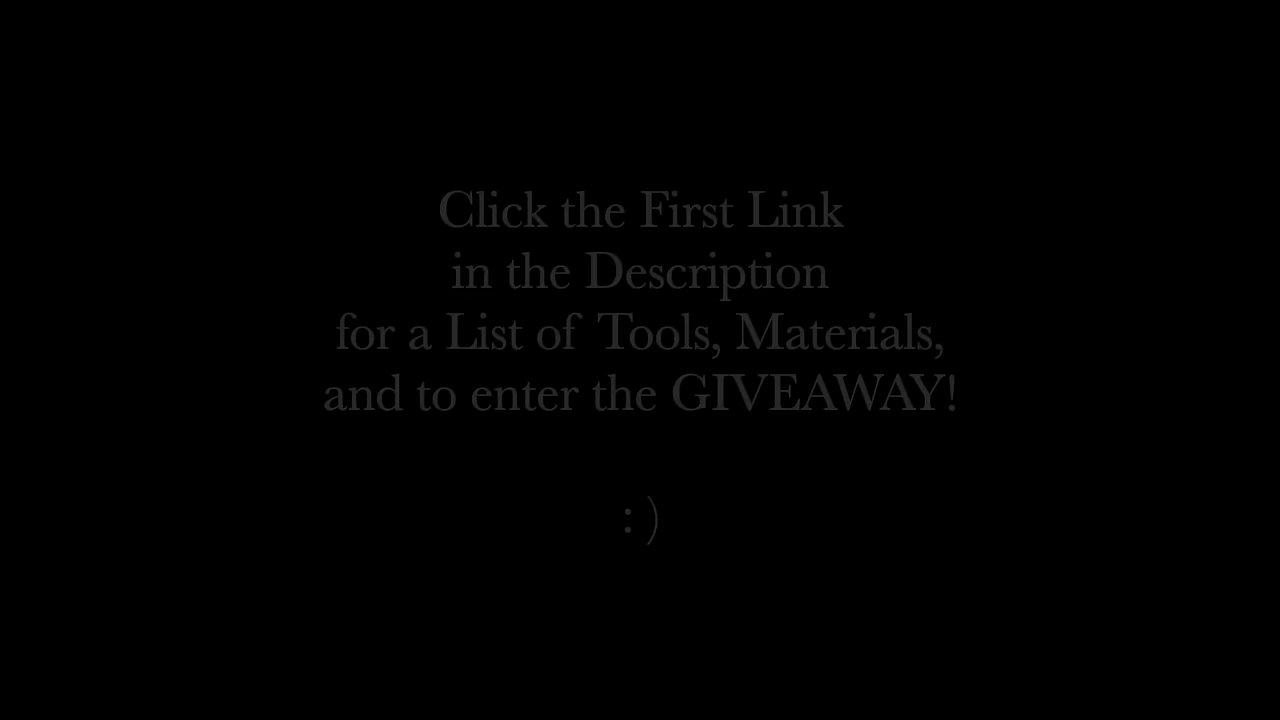 Click the First Link
in the Description
for a List of Tools, Materials,
and to enter the GIVEAWAY!
: )